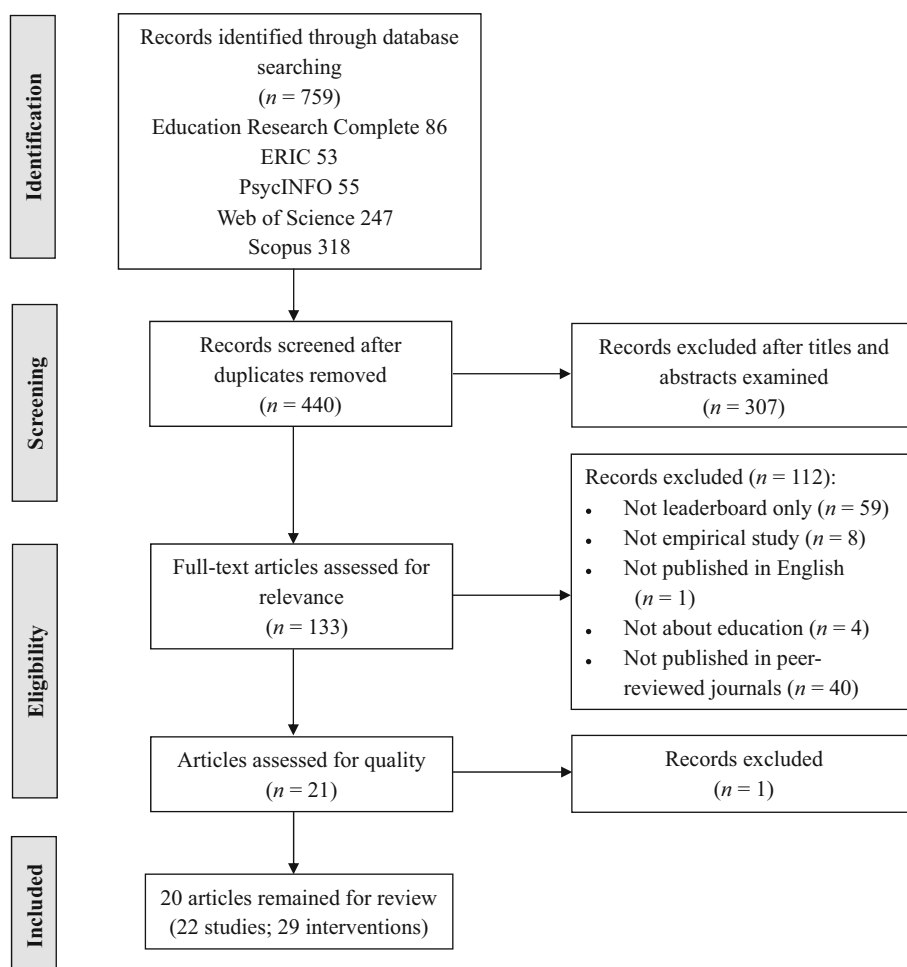 Identification
Records identified through database
searching
(n = 759)
Education Research Complete 86
ERIC 53
PsycINFO 55
Web of Science 247
Scopus 318
Screening
Records screened after
duplicates removed
(n = 440)
Records excluded after titles and
abstracts examined
(n = 307)
Eligibility
Full-text articles assessed for
relevance
(n = 133)
Records excluded (n = 112):
• Not leaderboard only (n = 59)
• Not empirical study (n = 8)
• Not published in English
(n = 1)
• Not about education (n = 4)
• Not published in peer-
reviewed journals (n = 40)
Articles assessed for quality
(n = 21)
Records excluded
(n = 1)
Included
20 articles remained for review
(22 studies; 29 interventions)